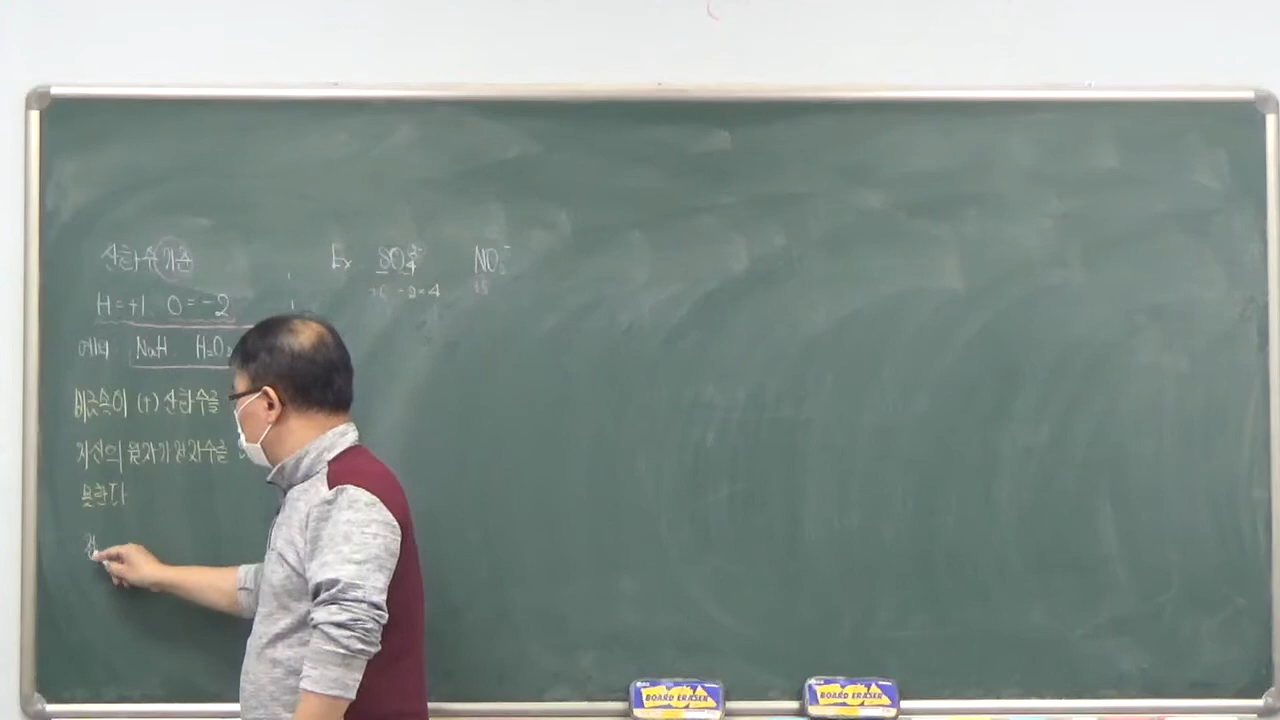 산화수 기준
H = +1 O = -2
예외 NaH H₂O₂
비금속이 (+) 산화수를
자신의 원자가 전자수를
못한다
Ex SO₄²⁻ NO₃⁻
+6 -2×4 +5
BOARD ERASER
BOARD ERASER